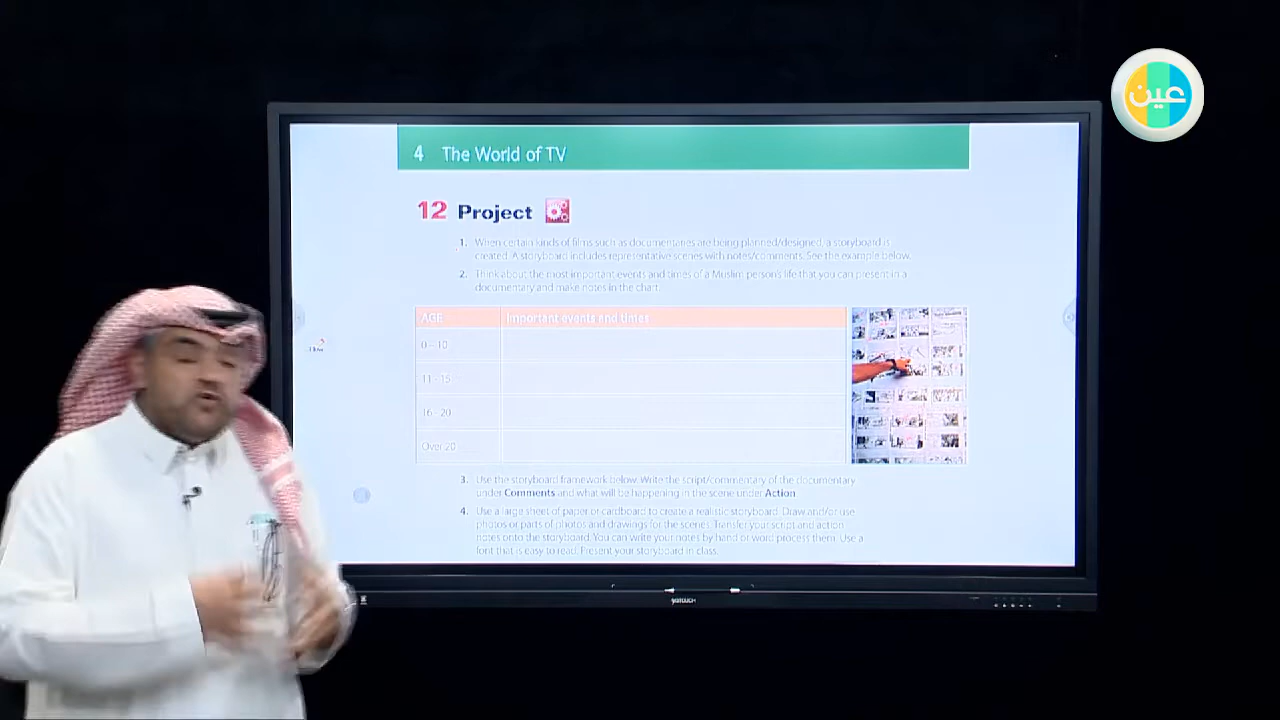 عين
4 The World of TV
12 Project
1. When certain kinds of films such as documentaries are being planned/designed, a storyboard is
created. A storyboard includes representative scenes with notes/comments. See the example below.
2. Think about the most important events and times of a Muslim person's life that you can present in a
documentary and make notes in the chart.
AGE Important events and times
0 – 10
11 - 15
16 - 20
Over 20
3. Use the storyboard framework below. Write the script/commentary of the documentary
under Comments and what will be happening in the scene under Action.
4. Use a large sheet of paper or cardboard to create a realistic storyboard. Draw and/or use
photos or parts of photos and drawings for the scenes. Transfer your script and action
notes onto the storyboard. You can write your notes by hand or word process them. Use a
font that is easy to read. Present your storyboard in class.